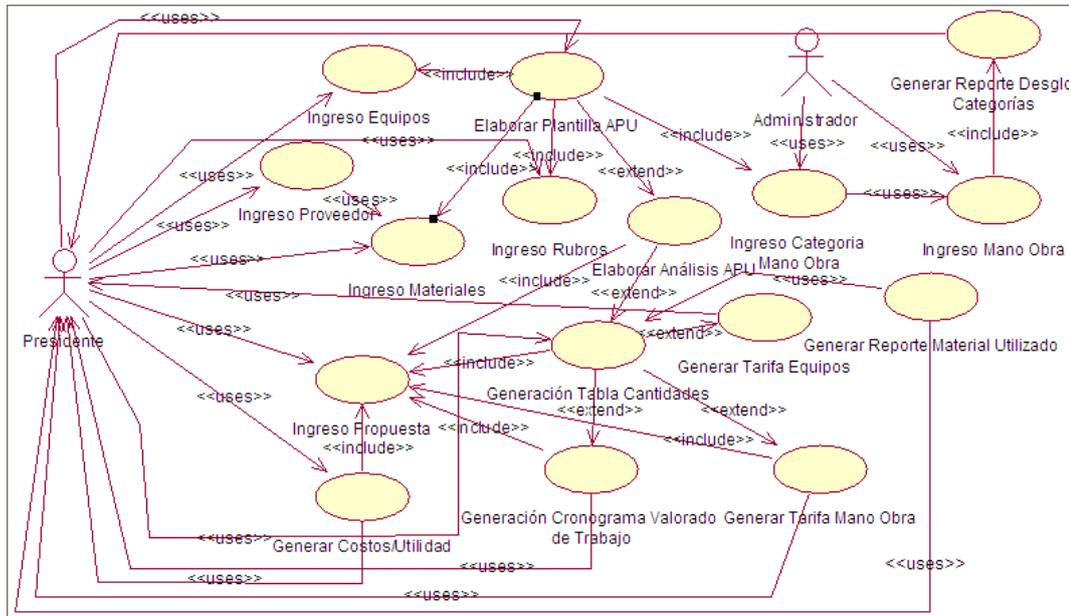 <<uses>>
<<include>>
Ingreso Equipos
Elaborar Plantilla APU
Administrador
Generar Reporte Desglo
Categorías
<<uses>>
<<include>>
<<uses>>
<<include>>
<<include>>
<<include>>
<<extend>>
<<uses>>
<<uses>>
<<uses>>
<<uses>>
<<uses>>
Ingreso Proveedor
<<uses>>
Ingreso Rubros
Ingreso Categoria
Mano Obra
Ingreso Mano Obra
<<uses>>
Ingreso Materiales
<<include>>
Elaborar Análisis APU
<<extend>>
<<uses>>
<<uses>>
Presidente
<<uses>>
<<extend>>
Generar Tarifa Equipos
Generar Reporte Material Utilizado
<<include>>
Generación Tabla Cantidades
<<uses>>
<<extend>>
<<extend>>
Ingreso Propuesta
<<include>>
<<include>>
<<include>>
Generación Cronograma Valorado
de Trabajo
Generar Tarifa Mano Obra
<<uses>>
Generar Costos/Utilidad
<<uses>>
<<uses>>
<<uses>>
<<uses>>